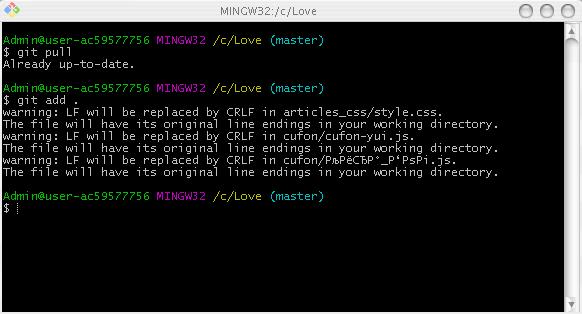 MINGW32:/c/Love
Admin@user-ac59577756 MINGW32 /c/Love (master)
$ git pull
Already up-to-date.
Admin@user-ac59577756 MINGW32 /c/Love (master)
$ git add .
warning: LF will be replaced by CRLF in articles_css/style.css.
The file will have its original line endings in your working directory.
warning: LF will be replaced by CRLF in cufon/cufon-yui.js.
The file will have its original line endings in your working directory.
warning: LF will be replaced by CRLF in
The file will have its original line endings in your working directory.
Admin@user-ac59577756 MINGW32 /c/Love (master)
$